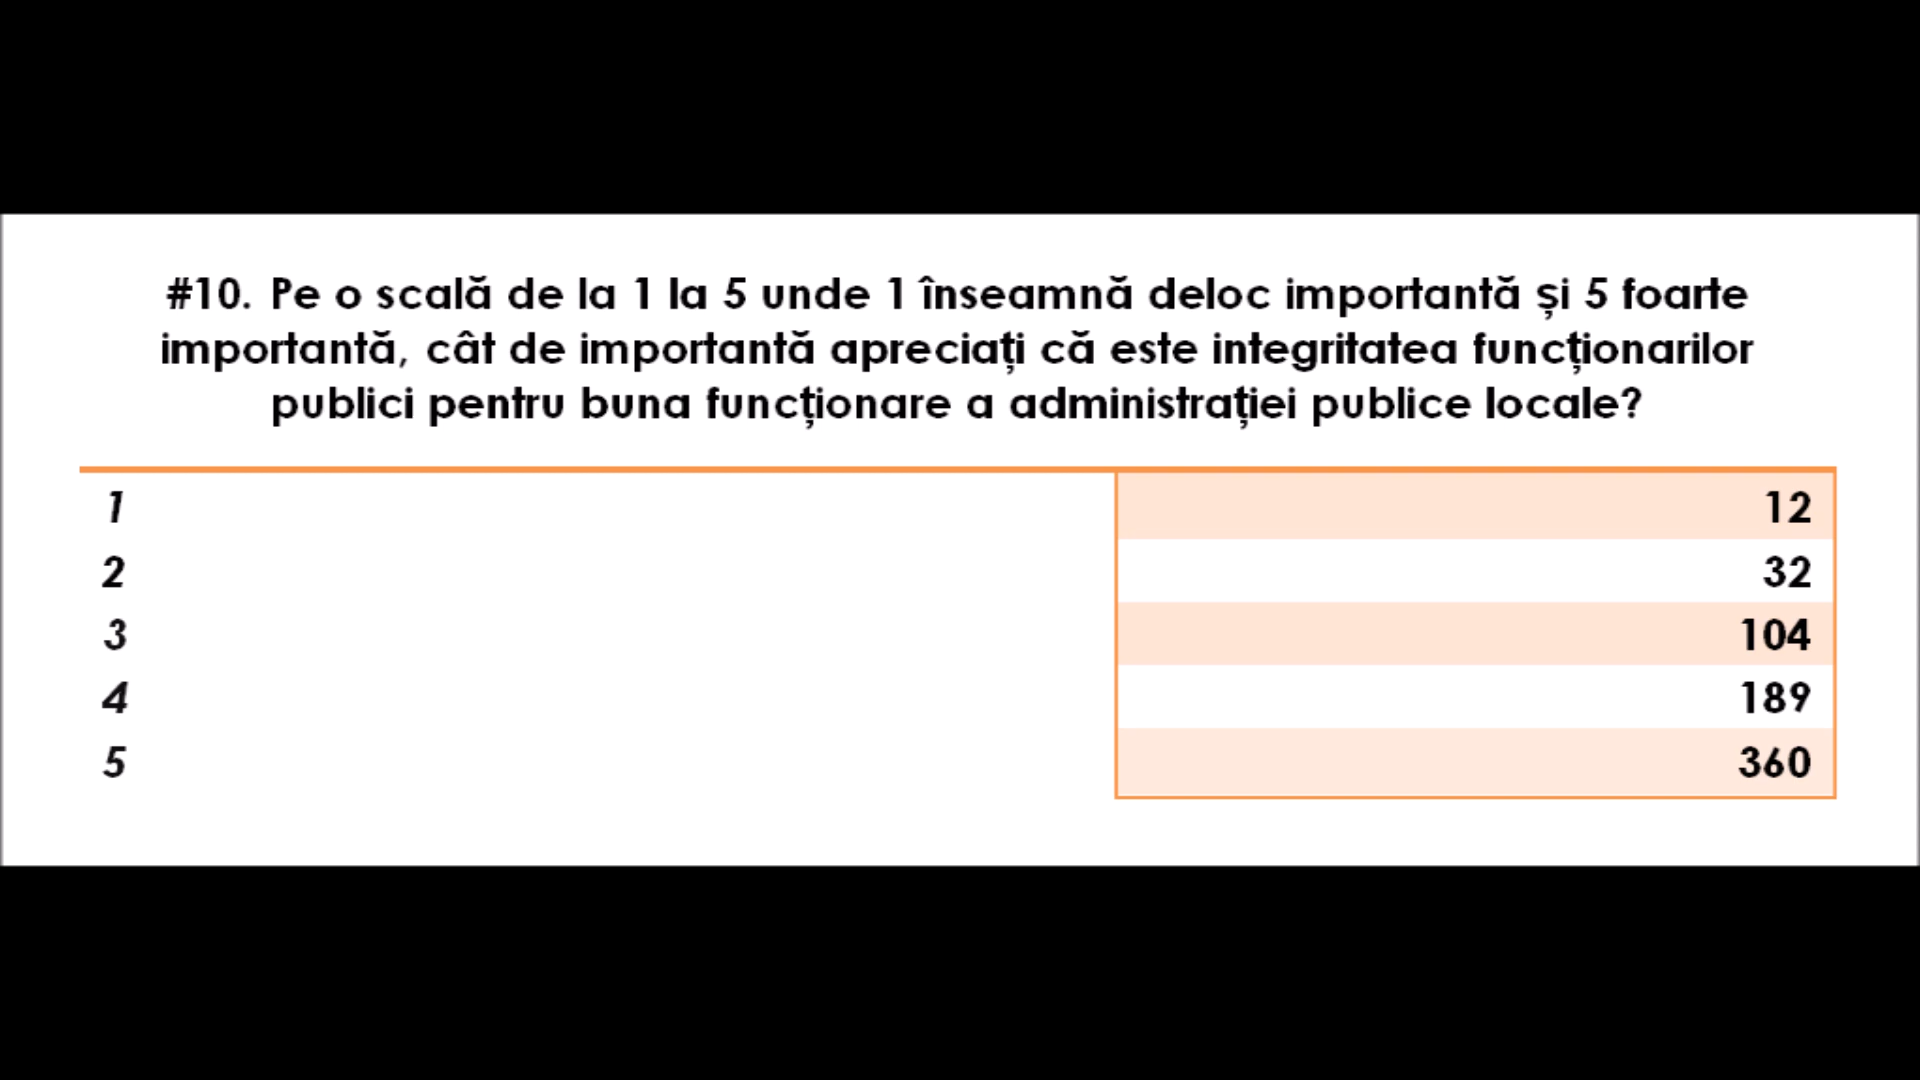 #10. Pe o scală de la 1 la 5 unde 1 înseamnă deloc importantă și 5 foarte
importantă, cât de importantă apreciați că este integritatea funcționarilor
publici pentru buna funcționare a administrației publice locale?
1 12
2 32
3 104
4 189
5 360